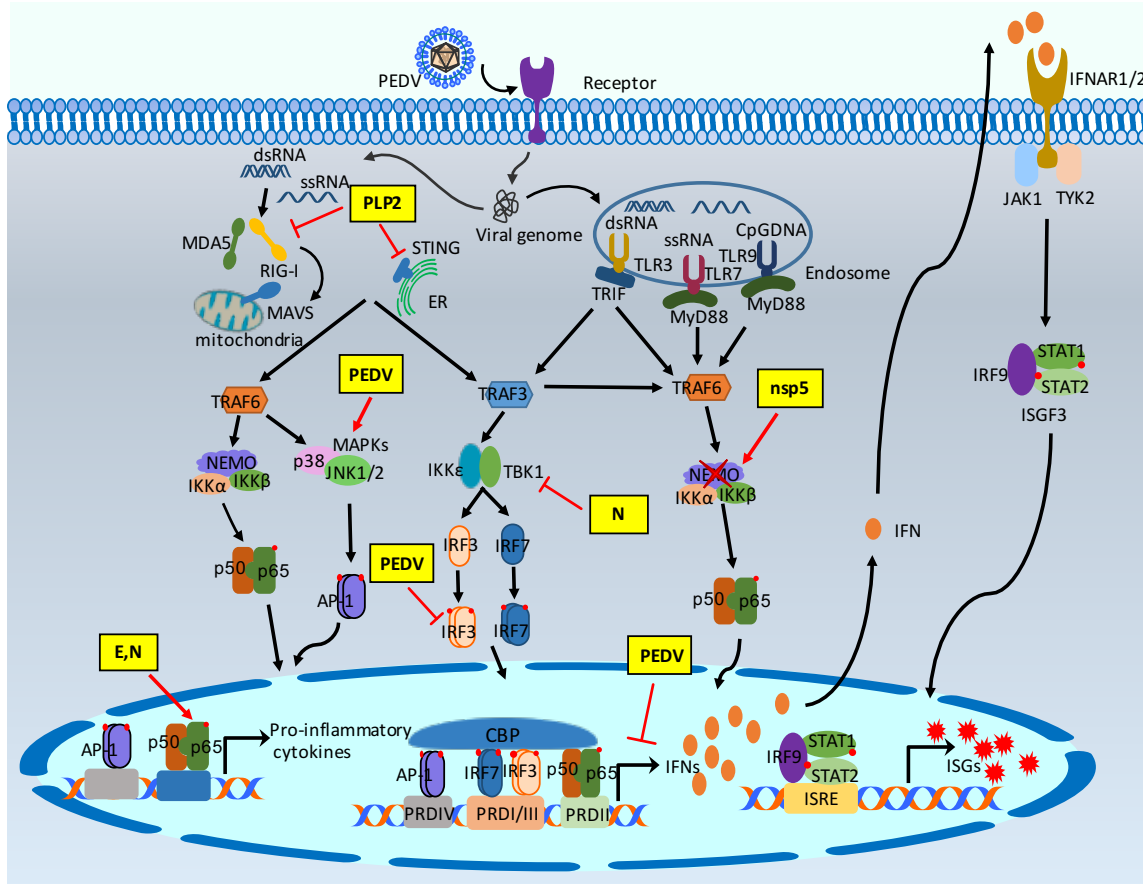 PEDV
Receptor
IFNAR1/2
JAK1
TYK2
dsRNA
ssRNA
PLP2
Viral genome
MDA5
RIG-I
STING
ER
MAVS
mitochondria
dsRNA
ssRNA
CpGDNA
TLR3
TLR7
TLR9
TRIF
MyD88
MyD88
Endosome
IRF9
STAT1
STAT2
ISGF3
PEDV
TRAF6
TRAF3
TRAF6
nsp5
NEMO
IKKα
IKKβ
p38
MAPKs
JNK1/2
IKKε
TBK1
NEMO
IKKα
IKKβ
N
IRF3
IRF7
IFN
PEDV
p50
p65
AP-1
IRF3
IRF7
p50
p65
E,N
PEDV
AP-1
p50
p65
Pro-inflammatory
cytokines
CBP
AP-1
IRF7
IRF3
p50
p65
PRDIV
PRDI/III
PRDII
IFNs
IRF9
STAT1
STAT2
ISRE
ISGs